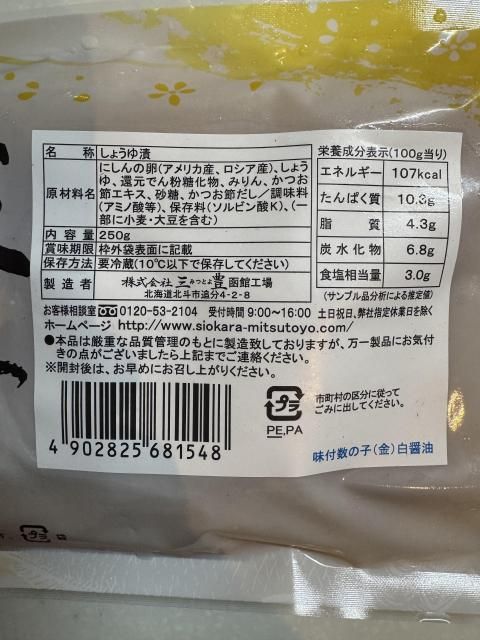 名称 しょうゆ漬
原材料名 にしんの卵(アメリカ産、ロシア産)、しょう
ゆ、還元でん粉糖化物、みりん、かつお
節エキス、砂糖、かつお節だし/調味料
(アミノ酸等)、保存料(ソルビン酸K)、(一
部に小麦・大豆を含む)
内容量 250g
賞味期限 枠外袋表面に記載
保存方法 要冷蔵(10℃以下で保存してください)
製造者 株式会社 三みつとよ豊 函館工場
北海道北斗市追分4-2-8
栄養成分表示(100g当り)
エネルギー 107kcal
たんぱく質 10.3g
脂質 4.3g
炭水化物 6.8g
食塩相当量 3.0g
(サンプル品分析による推定値)
お客様相談室 0120-53-2104 受付時間 9:00~16:00 土日祝日、弊社指定休業日を除く
ホームページ http://www.siokara-mitsutoyo.com/
●本品は厳重な品質管理のもとに製造致しておりますが、万一製品にお気付
きの点がございましたら上記までご連絡ください。
※開封後は、お早めにお召し上がりください。
プラ
PE,PA
市町村の区分に従って
ごみに出してください。
4 902825 681548
味付数の子(金)白醤油
プラ
袋